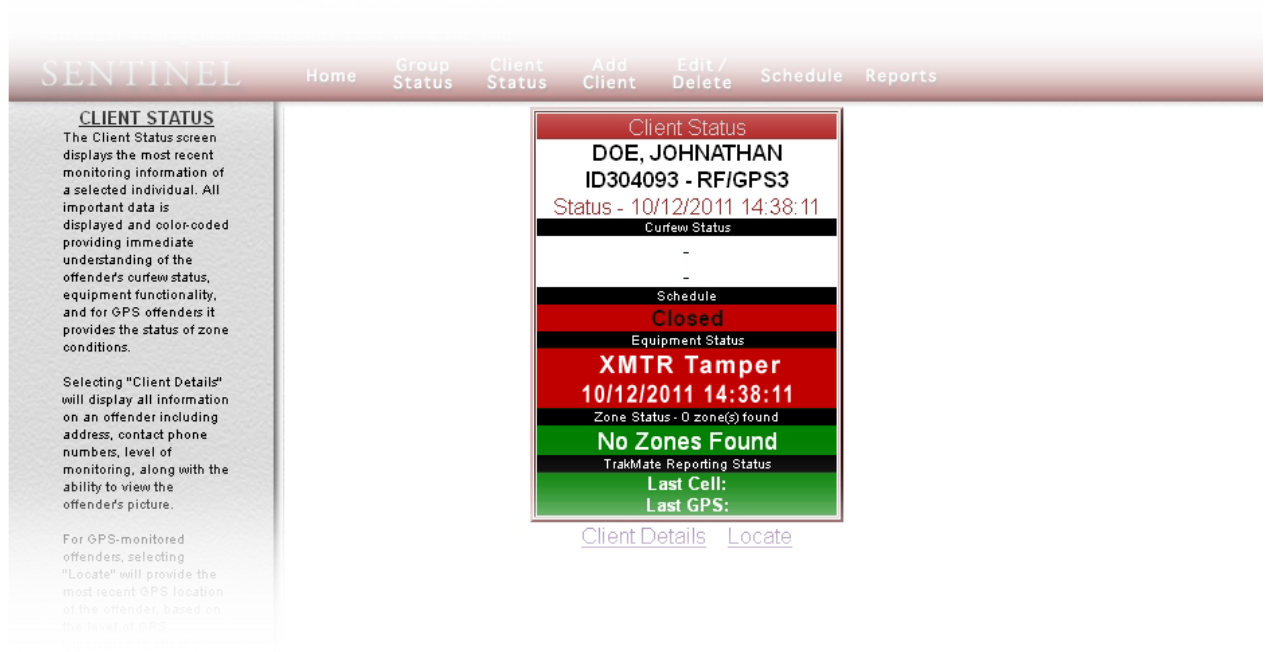 SENTINEL
Home
Group
Status
Client
Status
Add
Client
Edit /
Delete
Schedule
Reports
CLIENT STATUS
The Client Status screen
displays the most recent
monitoring information of
a selected individual. All
important data is
displayed and color-coded
providing immediate
understanding of the
offender's curfew status,
equipment functionality,
and for GPS offenders it
provides the status of zone
conditions.
Selecting "Client Details"
will display all information
on an offender including
address, contact phone
numbers, level of
monitoring, along with the
ability to view the
offender's picture.
For GPS-monitored
offenders, selecting
"Locate" will provide the
most recent GPS location
of the offender, based on
the level of GPS
Client Status
DOE, JOHNATHAN
ID304093 - RF/GPS3
Status - 10/12/2011 14:38:11
Curfew Status
-
-
Schedule
Closed
Equipment Status
XMTR Tamper
10/12/2011 14:38:11
Zone Status - 0 zone(s) found
No Zones Found
TrakMate Reporting Status
Last Cell:
Last GPS:
Client Details Locate